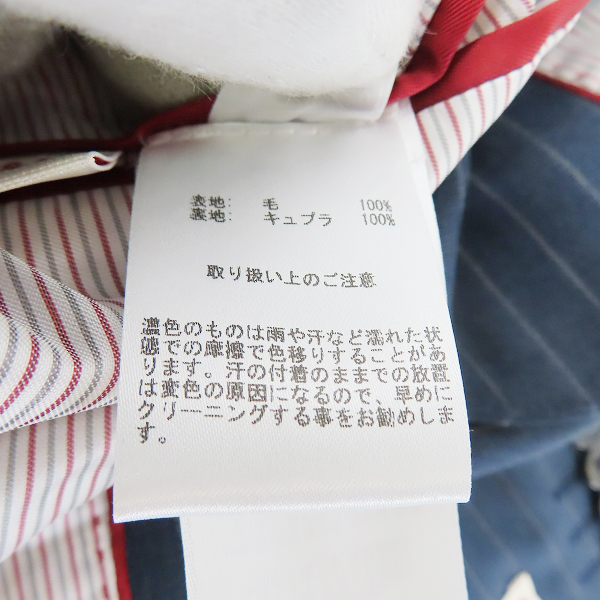 表地: 毛 100%
裏地: キュプラ 100%
取り扱い上のご注意
濃色のものは雨や汗など濡れた状
態での摩擦で色移りすることがあ
ります。汗の付着のままでの放置
は変色の原因になるので、早めに
クリーニングする事をお勧めしま
す。